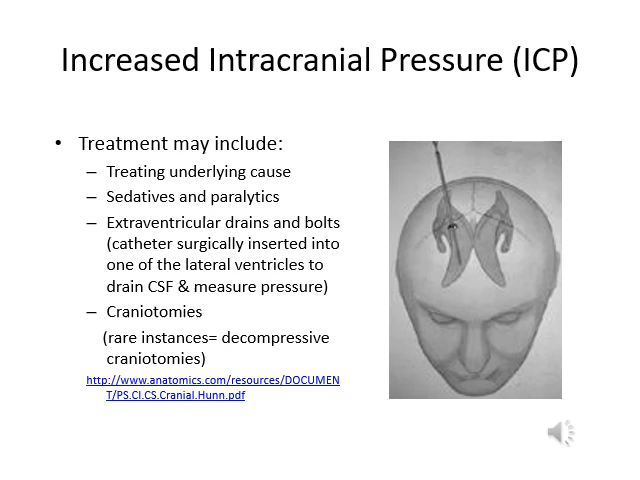 Increased Intracranial Pressure (ICP)
• Treatment may include:
– Treating underlying cause
– Sedatives and paralytics
– Extraventricular drains and bolts
(catheter surgically inserted into
one of the lateral ventricles to
drain CSF & measure pressure)
– Craniotomies
(rare instances= decompressive
craniotomies)
http://www.anatomics.com/resources/DOCUMEN
T/PS.CI.CS.Cranial.Hunn.pdf